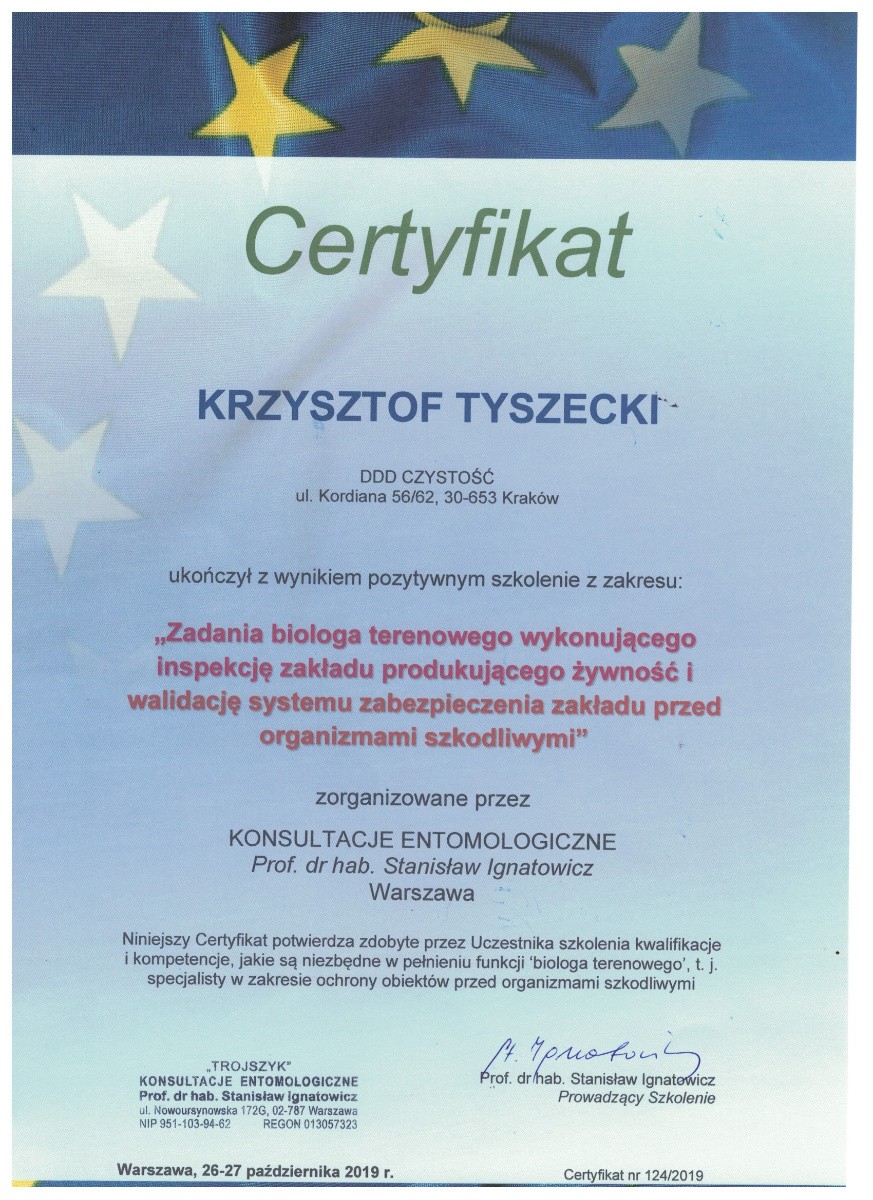 Certyfikat
KRZYSZTOF TYSZECKI
DDD CZYSTOŚĆ
ul. Kordiana 56/62, 30-653 Kraków
ukończył z wynikiem pozytywnym szkolenie z zakresu:
„Zadania biologa terenowego wykonującego
inspekcję zakładu produkującego żywność i
walidację systemu zabezpieczenia zakładu przed
organizmami szkodliwymi”
zorganizowane przez
KONSULTACJE ENTOMOLOGICZNE
Prof. dr hab. Stanisław Ignatowicz
Warszawa
Niniejszy Certyfikat potwierdza zdobyte przez Uczestnika szkolenia kwalifikacje
i kompetencje, jakie są niezbędne w pełnieniu funkcji ‘biologa terenowego’, t. j.
specjalisty w zakresie ochrony obiektów przed organizmami szkodliwymi
„TROJSZYK”
KONSULTACJE ENTOMOLOGICZNE
Prof. dr hab. Stanisław Ignatowicz
ul. Nowoursynowska 172G, 02-787 Warszawa
NIP 951-103-94-62 REGON 013057323
St. Ignatowicz
Prof. dr hab. Stanisław Ignatowicz
Prowadzący Szkolenie
Warszawa, 26-27 października 2019 r.
Certyfikat nr 124/2019